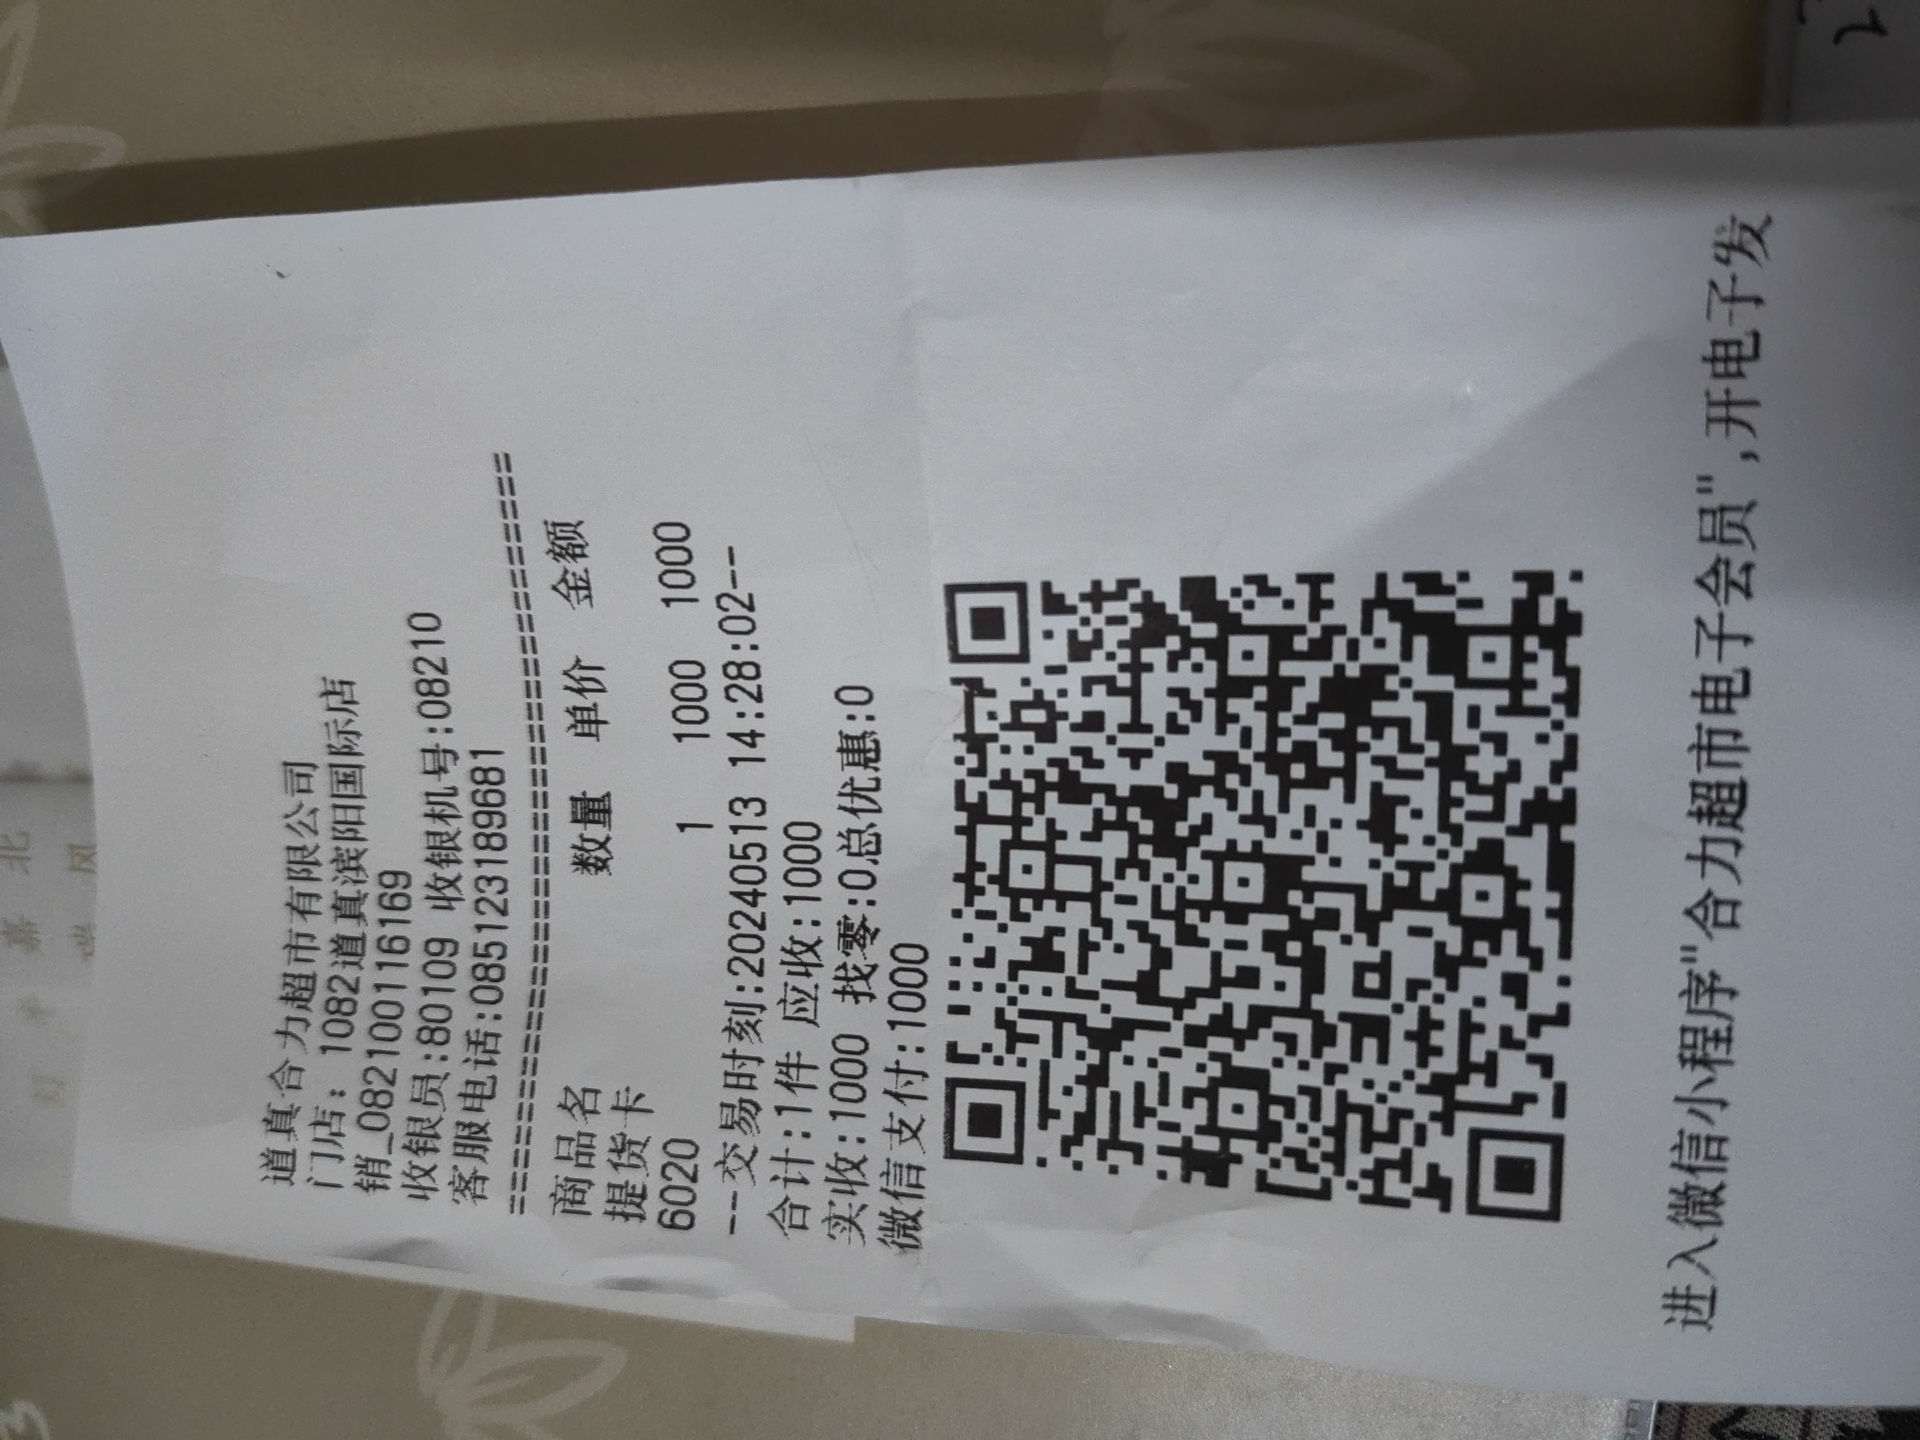 道真合力超市有限公司
门店: 1082道真滨阳国际店
销_0821001116169
收银员:80109 收银机号:08210
客服电话:085123189681
==========================================
商品名 数量 单价 金额
提货卡
6020 1 1000 1000
--交易时刻:20240513 14:28:02--
合计:1件 应收:1000
实收:1000 找零:0总优惠:0
微信支付:1000
进入微信小程序"合力超市电子会员",开电子发